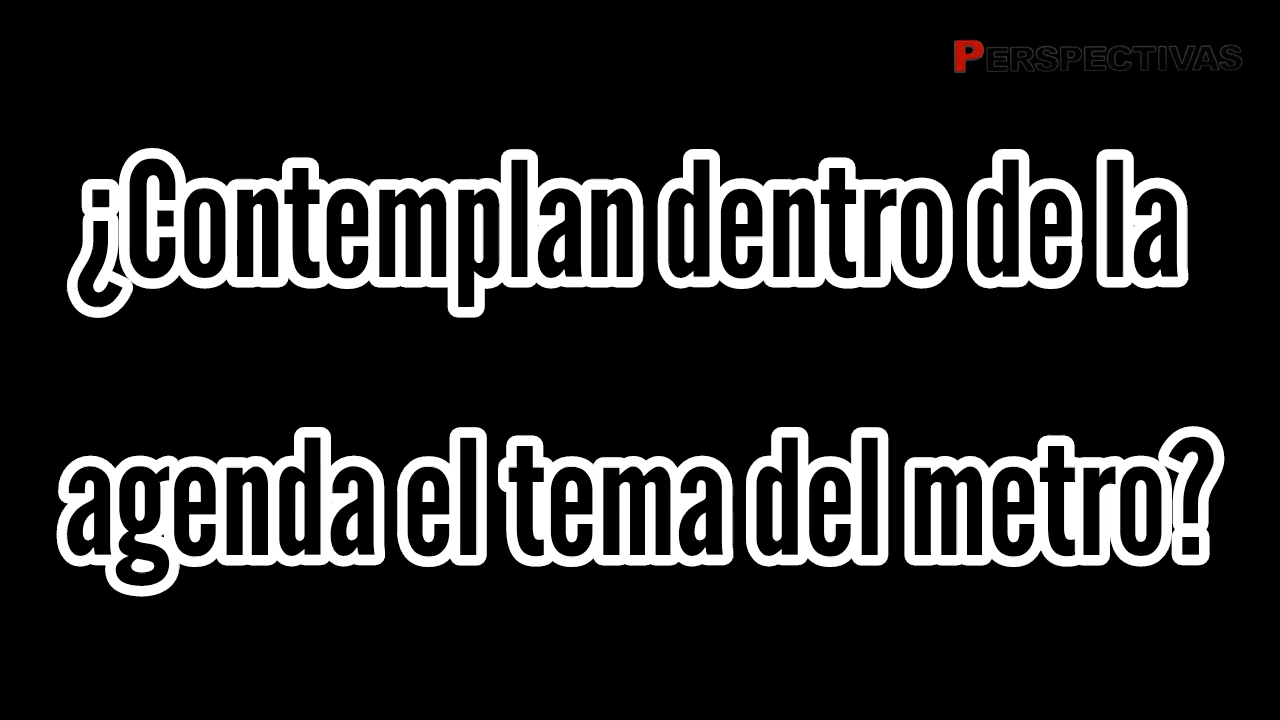 PERSPECTIVAS
¿Contemplan dentro de la
agenda el tema del metro?